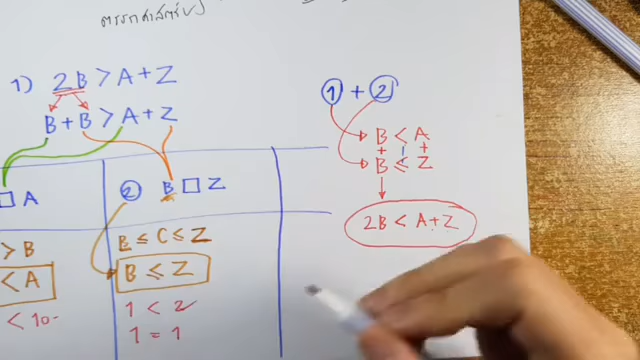 ตรรกศาสตร์
1) 2B > A + Z
B + B > A + Z
□ A
② B □ Z
> B
< A
< 10
B ≤ C ≤ Z
B ≤ Z
1 < 2
1 = 1
① + ②
B < A
+ +
B ≤ Z
2B < A+Z